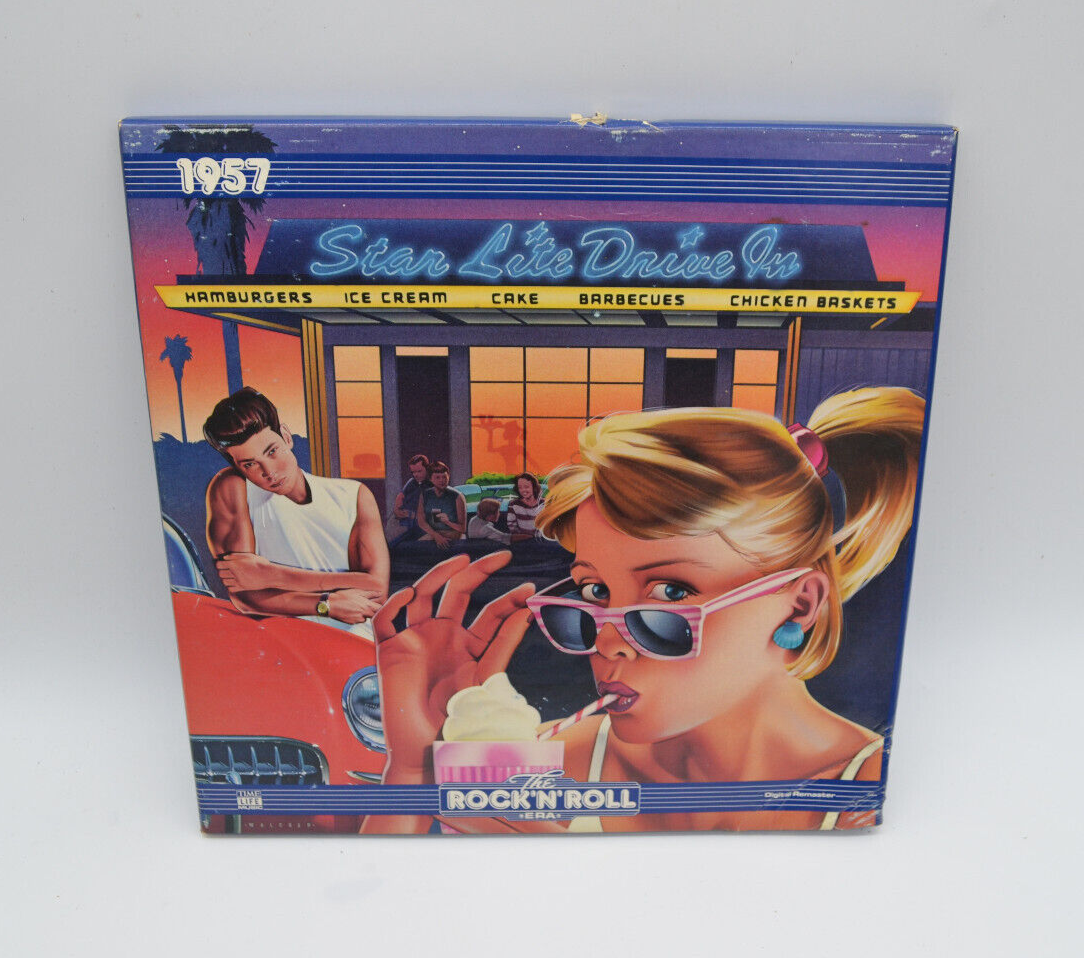 1957
Star Lite Drive In
HAMBURGERS ICE CREAM CAKE BARBECUES CHICKEN BASKETS
The
ROCK'N'ROLL
ERA
TIME
LIFE
MUSIC
Digital Remaster